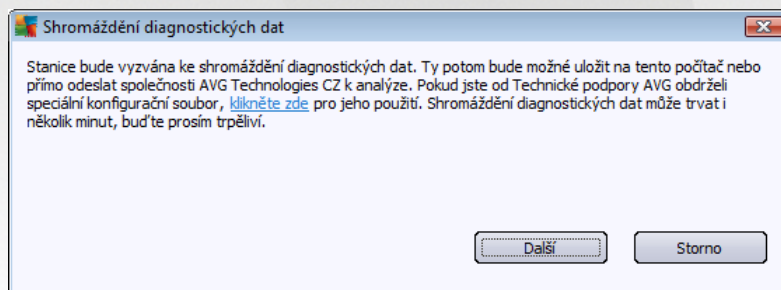 Shromáždění diagnostických dat
Stanice bude vyzvána ke shromáždění diagnostických dat. Ty potom bude možné uložit na tento počítač nebo
přímo odeslat společnosti AVG Technologies CZ k analýze. Pokud jste od Technické podpory AVG obdrželi
speciální konfigurační soubor, klikněte zde pro jeho použití. Shromáždění diagnostických dat může trvat i
několik minut, buďte prosím trpěliví.
Další Storno